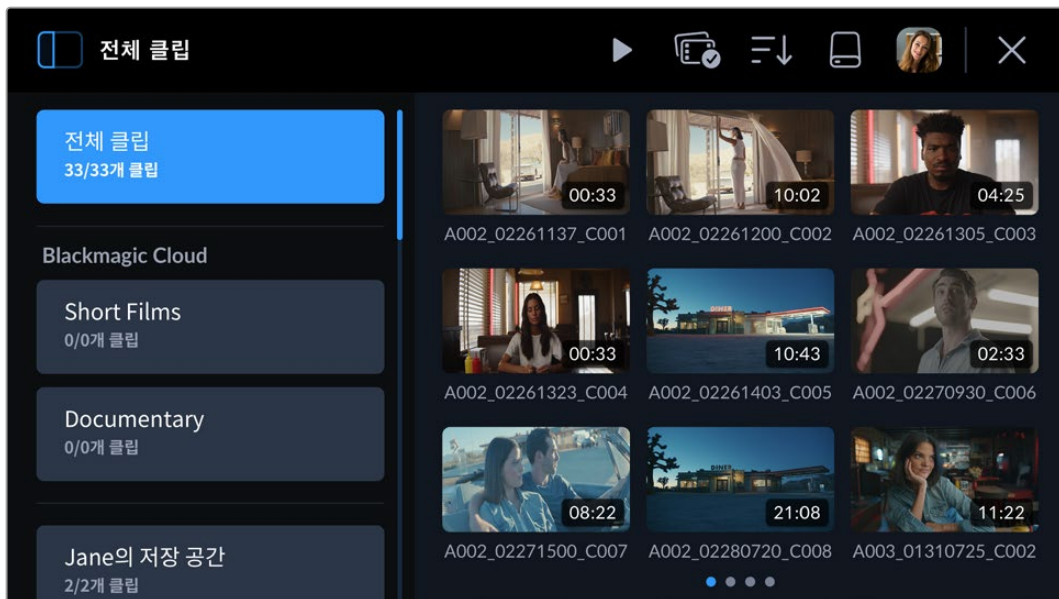 전체 클립
전체 클립
33/33개 클립
Blackmagic Cloud
Short Films
0/0개 클립
Documentary
0/0개 클립
Jane의 저장 공간
2/2개 클립
00:33
10:02
04:25
A002_02261137_C001
A002_02261200_C002
A002_02261305_C003
DINER
00:33
10:43
02:33
A002_02261323_C004
A002_02261403_C005
A002_02270930_C006
DINER
08:22
21:08
11:22
A002_02271500_C007
A002_02280720_C008
A003_01310725_C002